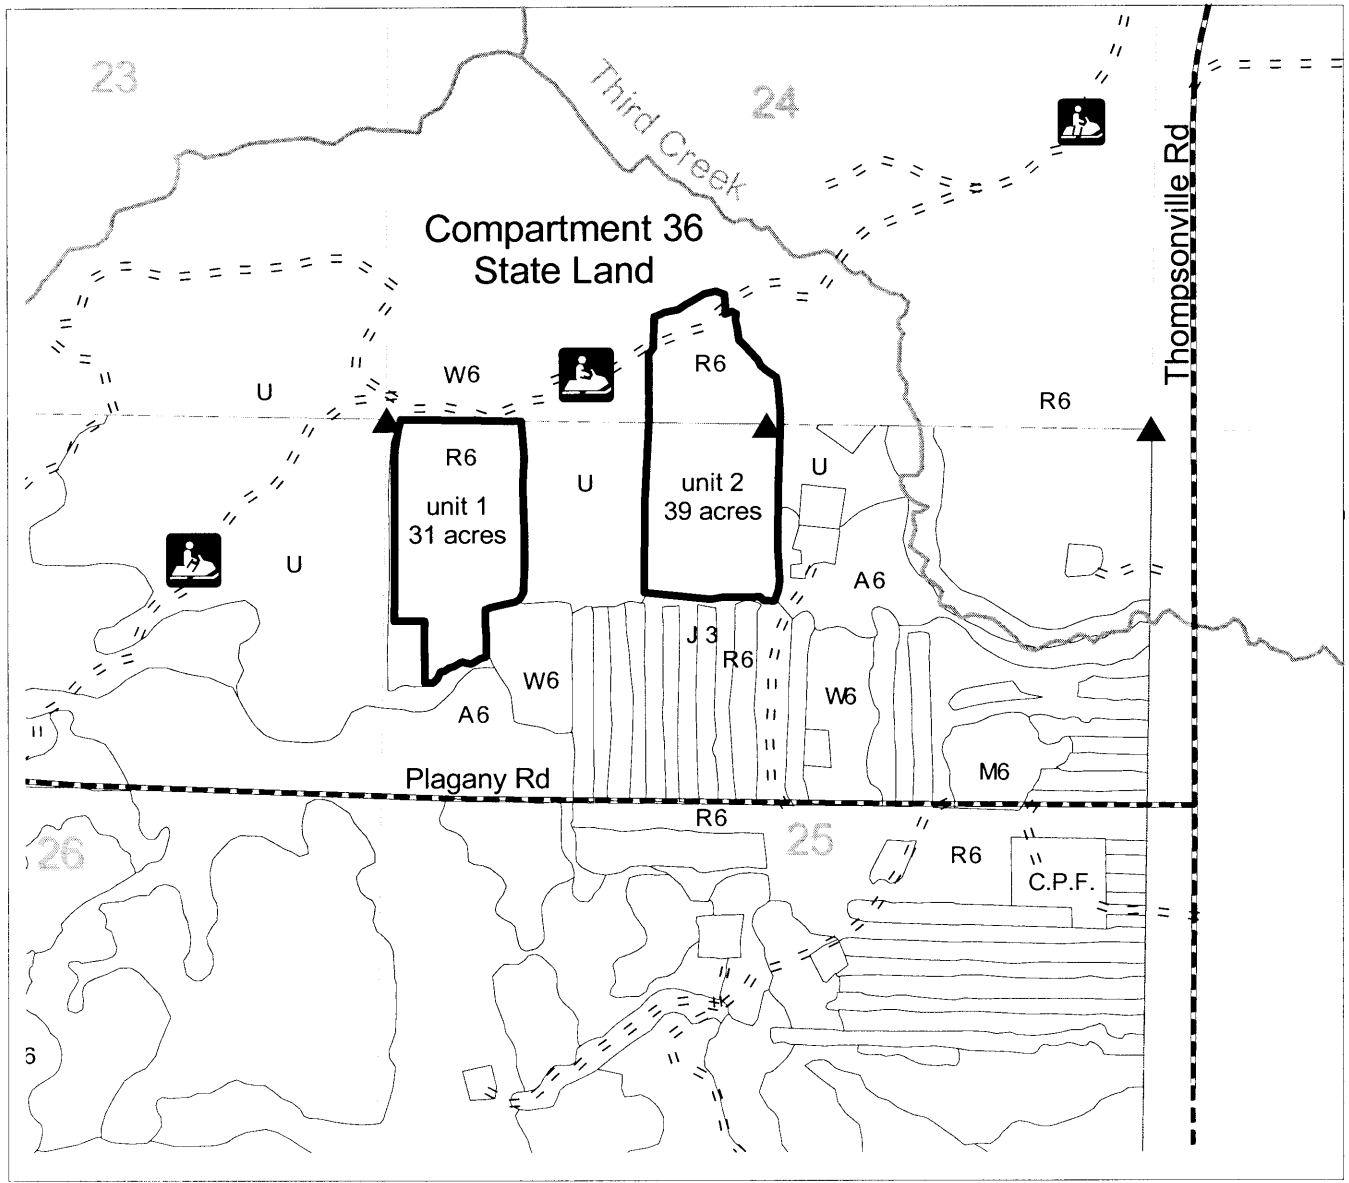 23
24
Third Creek
Thompsonville Rd
Compartment 36
State Land
R6
W6
U
R6
R6
U
U
unit 1
31 acres
unit 2
39 acres
U
A6
J 3
R6
W6
W6
A6
M6
Plagany Rd
R6
25
26
R6
C.P.F.
6